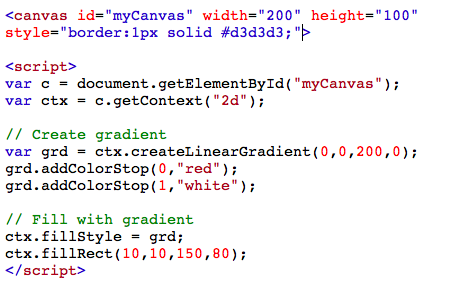 <canvas id="myCanvas" width="200" height="100"
style="border:1px solid #d3d3d3;">
<script>
var c = document.getElementById("myCanvas");
var ctx = c.getContext("2d");
// Create gradient
var grd = ctx.createLinearGradient(0,0,200,0);
grd.addColorStop(0,"red");
grd.addColorStop(1,"white");
// Fill with gradient
ctx.fillStyle = grd;
ctx.fillRect(10,10,150,80);
</script>